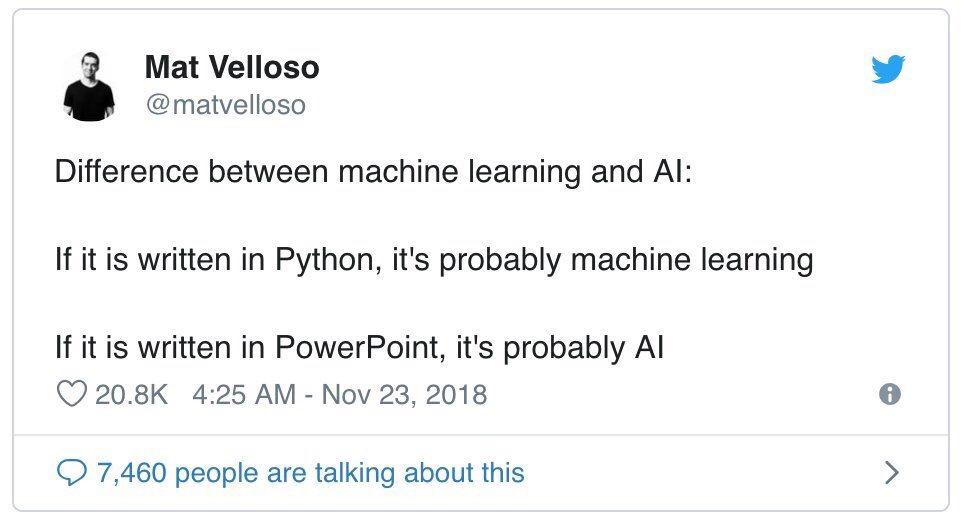 Mat Velloso
@matvelloso
Difference between machine learning and AI:
If it is written in Python, it's probably machine learning
If it is written in PowerPoint, it's probably AI
20.8K 4:25 AM - Nov 23, 2018
7,460 people are talking about this